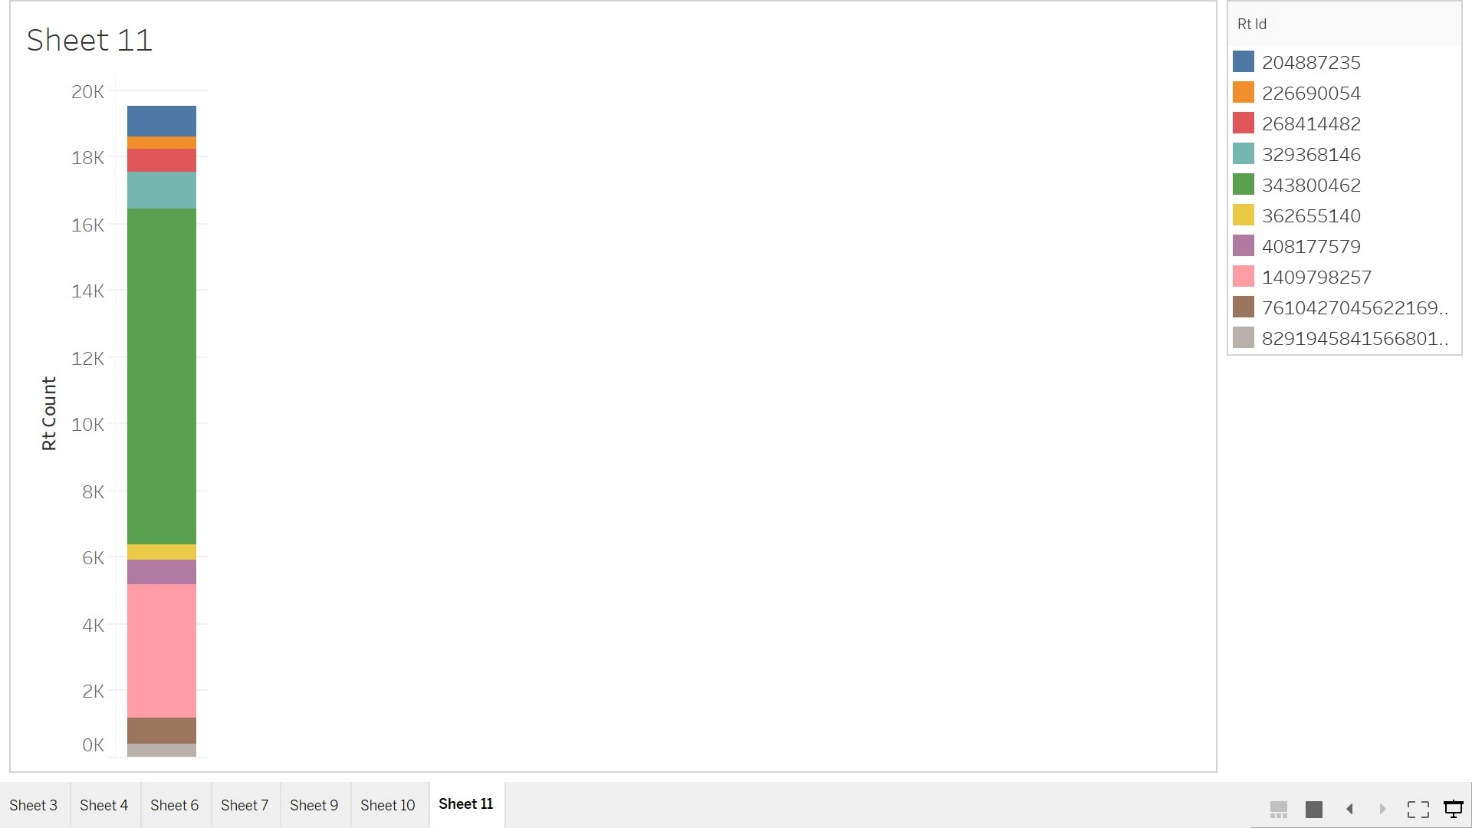 Sheet 11
20K
18K
16K
14K
12K
10K
8K
6K
4K
2K
0K
Rt Count
Rt Id
204887235
226690054
268414482
329368146
343800462
362655140
408177579
1409798257
7610427045622169..
8291945841566801..
Sheet 3 Sheet 4 Sheet 6 Sheet 7 Sheet 9 Sheet 10 Sheet 11